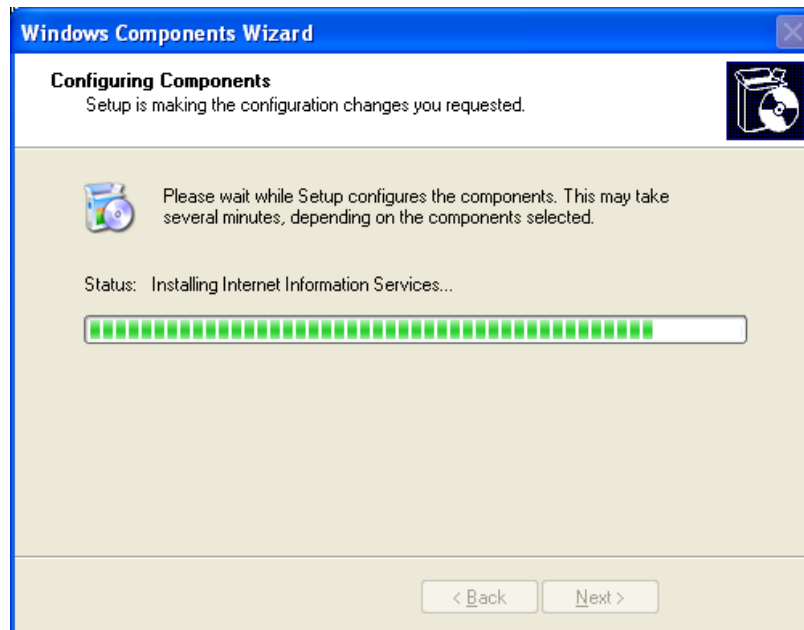 Windows Components Wizard
Configuring Components
Setup is making the configuration changes you requested.
Please wait while Setup configures the components. This may take
several minutes, depending on the components selected.
Status: Installing Internet Information Services...
< Back Next >